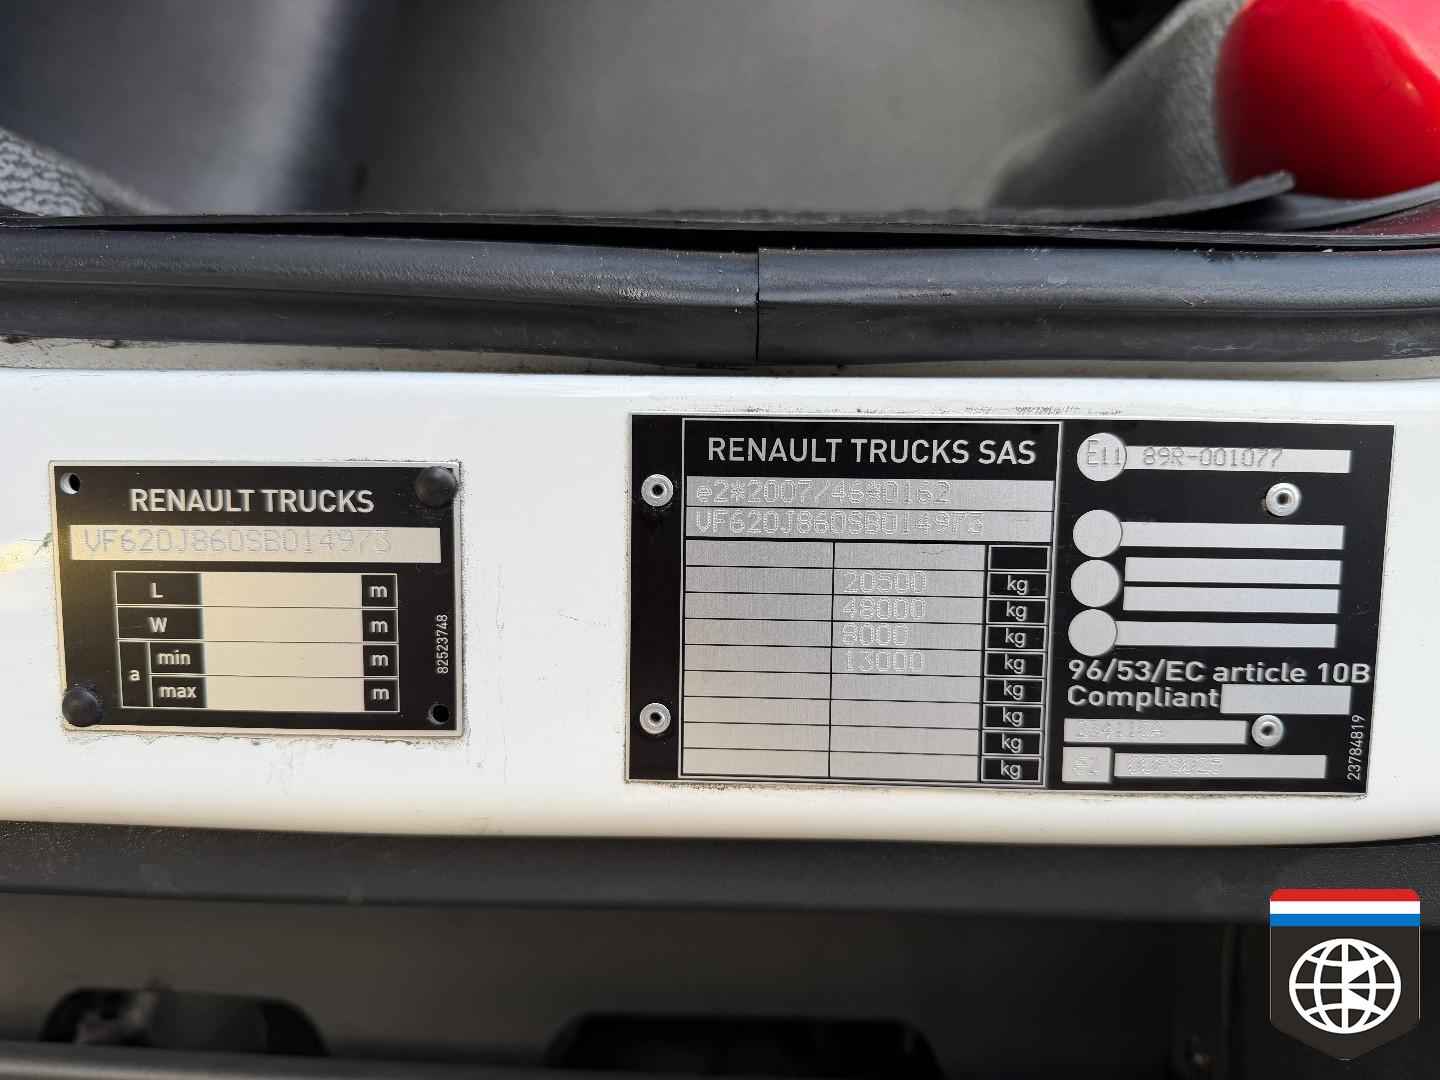 RENAULT TRUCKS
VF620J860SB014973
L m
W m
a
min m
max m
82523748
RENAULT TRUCKS SAS
e2*2007/46*0162
VF620J860SB014973
20500 kg
48000 kg
8000 kg
13000 kg
kg
kg
kg
kg
E11 89R-001077
96/53/EC article 10B
Compliant
23784819